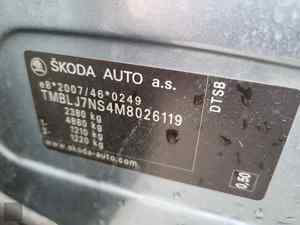 ŠKODA AUTO a.s.
e8*2007/46*0249
TMBLJ7NS4M8026119
2380 kg
4880 kg
1- 1210 kg
2- 1220 kg
www.skoda-auto.com
DTSB
0,50